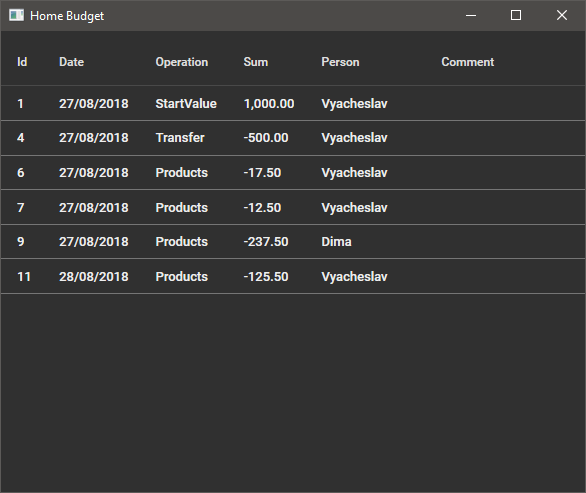 Home Budget
Id Date Operation Sum Person Comment
1 27/08/2018 StartValue 1,000.00 Vyacheslav
4 27/08/2018 Transfer -500.00 Vyacheslav
6 27/08/2018 Products -17.50 Vyacheslav
7 27/08/2018 Products -12.50 Vyacheslav
9 27/08/2018 Products -237.50 Dima
11 28/08/2018 Products -125.50 Vyacheslav